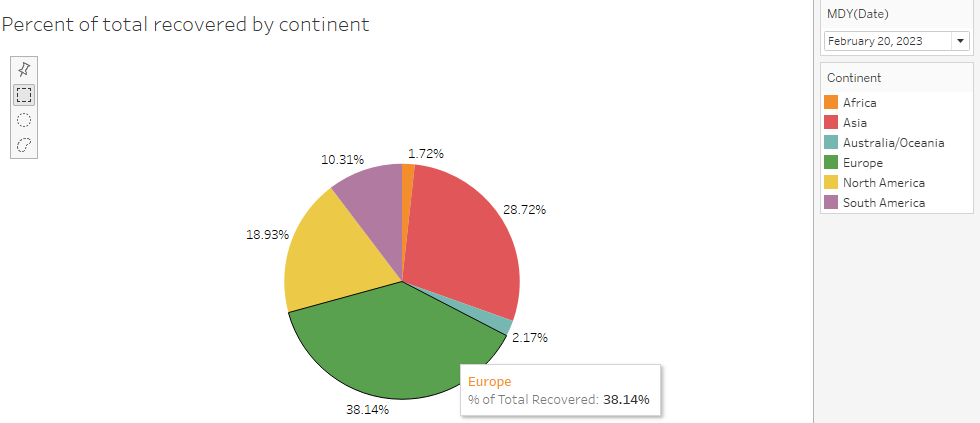 Percent of total recovered by continent
MDY(Date)
February 20, 2023
Continent
Africa
Asia
Australia/Oceania
Europe
North America
South America
10.31%
1.72%
28.72%
18.93%
2.17%
Europe
% of Total Recovered: 38.14%
38.14%